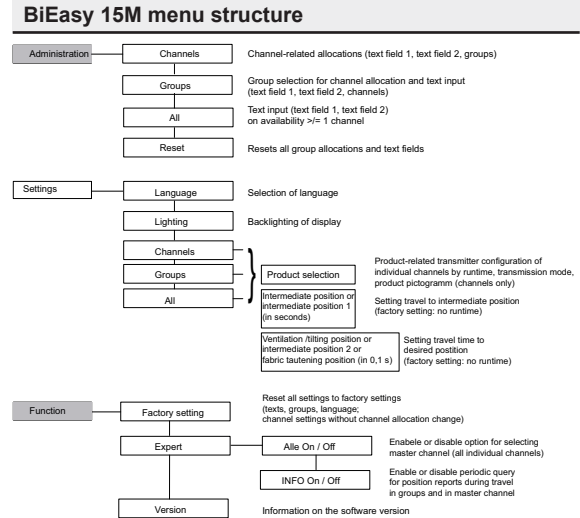 BiEasy 15M menu structure
Administration
Channels
Channel-related allocations (text field 1, text field 2, groups)
Groups
Group selection for channel allocation and text input
(text field 1, text field 2, channels)
All
Text input (text field 1, text field 2)
on availability >/= 1 channel
Reset
Resets all group allocations and text fields
Settings
Language
Selection of language
Lighting
Backlighting of display
Channels
Groups
All
Product selection
Product-related transmitter configuration of
individual channels by runtime, transmission mode,
product pictogramm (channels only)
Intermediate position or
intermediate position 1
(in seconds)
Setting travel to intermediate position
(factory setting: no runtime)
Ventilation /tilting position or
intermediate position 2 or
fabric tautening position (in 0,1 s)
Setting travel time to
desired postition
(factory setting: no runtime)
Function
Factory setting
Reset all settings to factory settings
(texts, groups, language;
channel settings without channel allocation change)
Expert
Alle On / Off
Enabele or disable option for selecting
master channel (all individual channels)
INFO On / Off
Enable or disable periodic query
for position reports during travel
in groups and in master channel
Version
Information on the software version